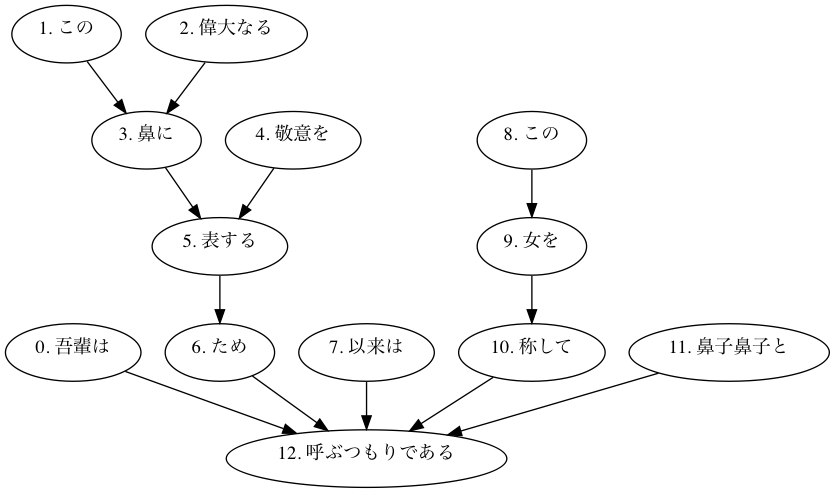 1. この
2. 偉大なる
3. 鼻に
4. 敬意を
8. この
5. 表する
9. 女を
0. 吾輩は
6. ため
7. 以来は
10. 称して
11. 鼻子鼻子と
12. 呼ぶつもりである